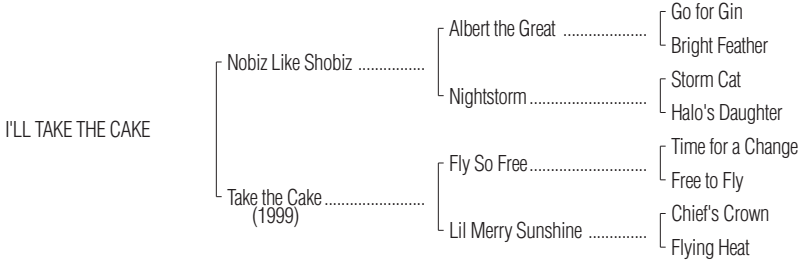 Go for Gin
Albert the Great ....................
Bright Feather
Nobiz Like Shobiz ................
Storm Cat
Nightstorm............................
Halo's Daughter
I'LL TAKE THE CAKE
Time for a Change
Fly So Free............................
Free to Fly
Take the Cake........................
(1999)
Chief's Crown
Lil Merry Sunshine ..............
Flying Heat